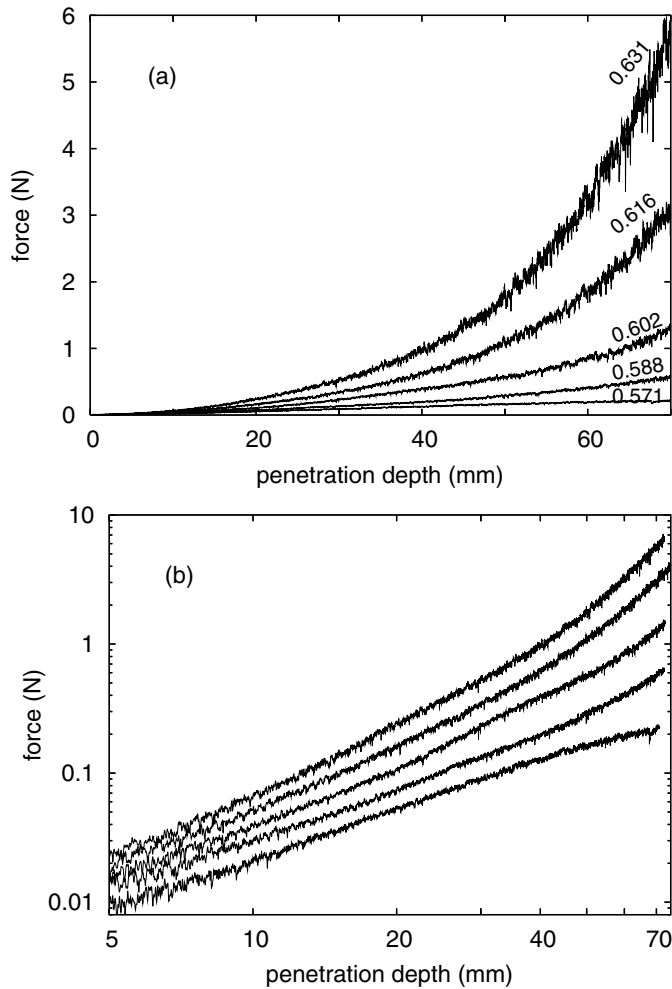 6
(a)
0.631
5
4
force (N)
0.616
3
2
0.602
1
0.588
0.571
0
0 20 40 60
penetration depth (mm)
10
(b)
1
force (N)
0.1
0.01
5 10 20 40 70
penetration depth (mm)